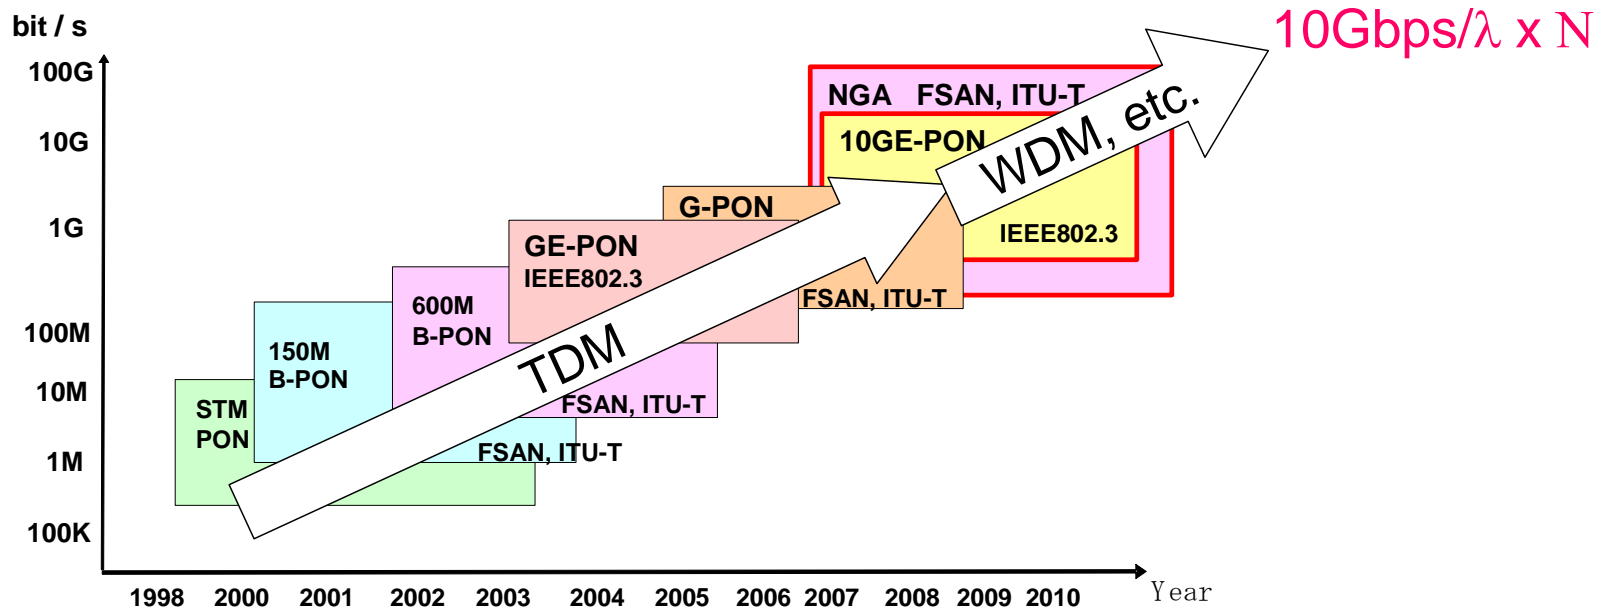 bit / s
10Gbps/λ x N
100G
NGA FSAN, ITU-T
WDM, etc.
10G
10GE-PON
G-PON
1G
IEEE802.3
GE-PON
IEEE802.3
FSAN, ITU-T
600M
B-PON
100M
TDM
150M
B-PON
10M
FSAN, ITU-T
STM
PON
1M
FSAN, ITU-T
100K
1998 2000 2001 2002 2003 2004 2005 2006 2007 2008 2009 2010 Year